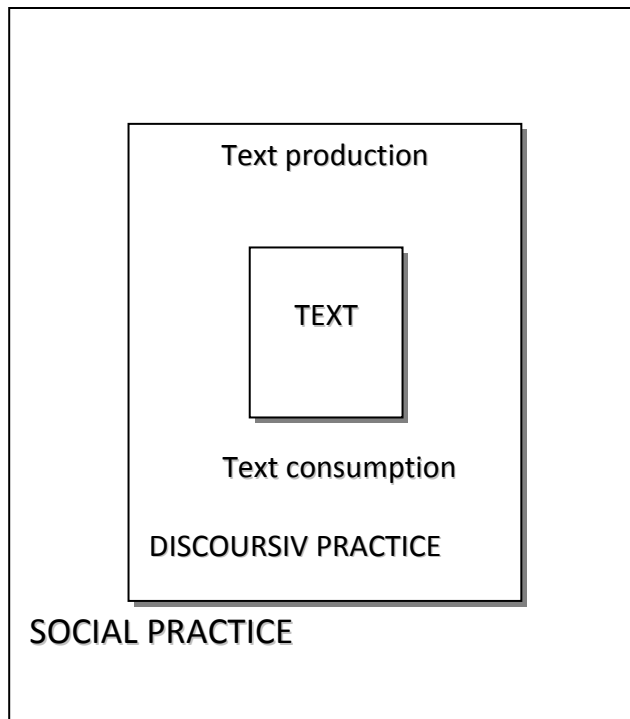 Text production
TEXT
Text consumption
DISCOURSIV PRACTICE
SOCIAL PRACTICE